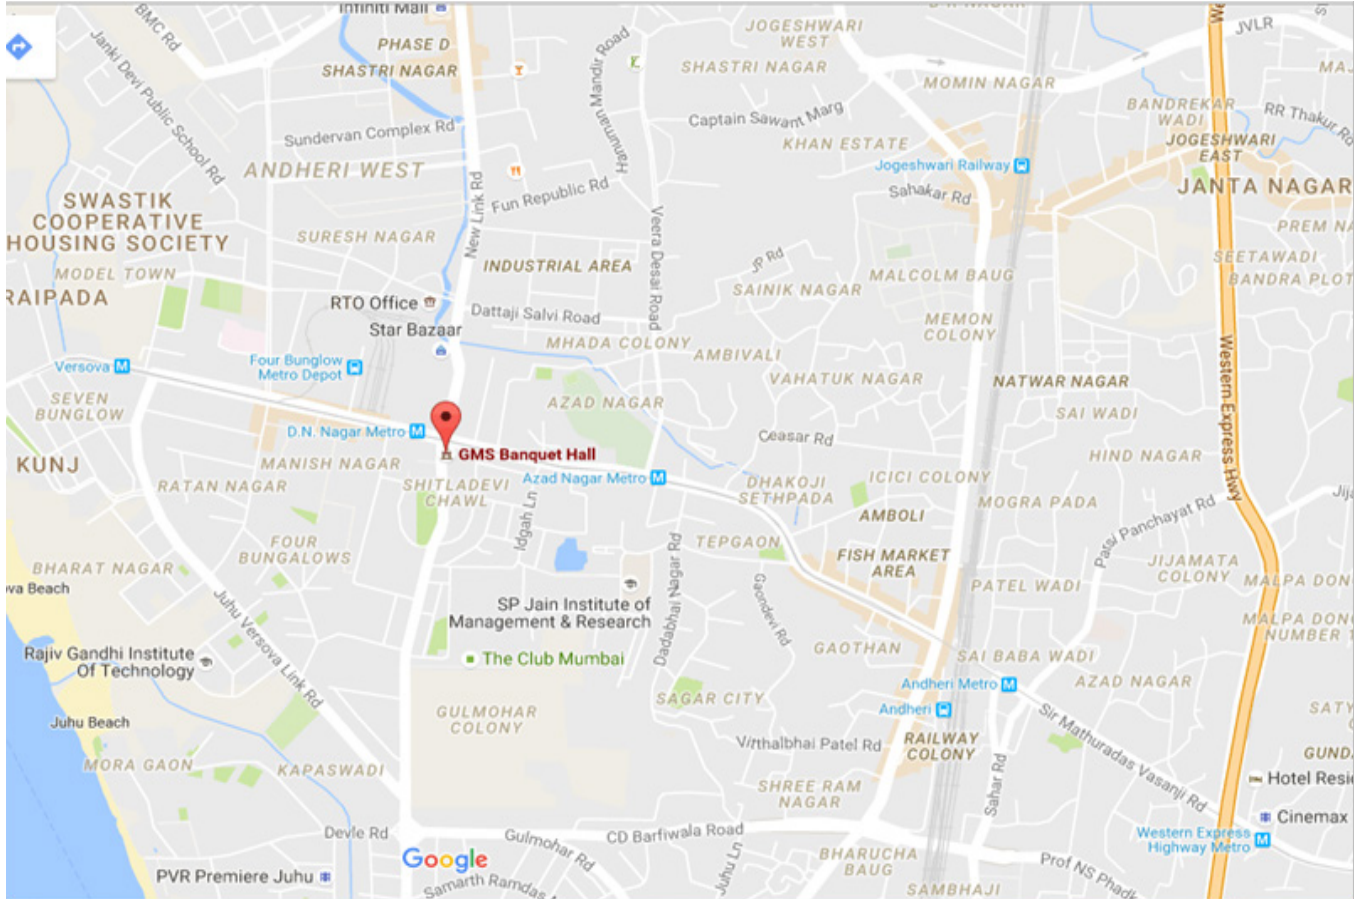 Infiniti Mall
BMC Rd
JOGESHWARI
WEST
JVLR
PHASE D
SHASTRI NAGAR
Janki Devi Public School Rd
Hanuman Mandir Road
SHASTRI NAGAR
MOMIN NAGAR
BANDREKAR
WADI
RR Thakur Rd
Captain Sawant Marg
Sundervan Complex Rd
KHAN ESTATE
JOGESHWARI
EAST
ANDHERI WEST
Jogeshwari Railway
JANTA NAGAR
Fun Republic Rd
Sahakar Rd
SWASTIK
COOPERATIVE
HOUSING SOCIETY
New Link Rd
Veera Desai Road
SURESH NAGAR
SEETAWADI
BANDRA PLOT
INDUSTRIAL AREA
JP Rd
MODEL TOWN
MALCOLM BAUG
SAINIK NAGAR
RAIPADA
RTO Office
Dattaji Salvi Road
MEMON
COLONY
Star Bazaar
MHADA COLONY
AMBIVALI
Western Express Hwy
Versova
Four Bunglow
Metro Depot
VAHATUK NAGAR
NATWAR NAGAR
SEVEN
BUNGLOW
AZAD NAGAR
SAI WADI
D.N. Nagar Metro
Ceasar Rd
GMS Banquet Hall
HIND NAGAR
KUNJ
MANISH NAGAR
RATAN NAGAR
SHITLADEVI
CHAWL
Azad Nagar Metro
DHAKOJI
SETHPADA
ICICI COLONY
MOGRA PADA
Idgah Ln
AMBOLI
Parsi Panchayat Rd
FOUR
BUNGALOWS
TEPGAON
FISH MARKET
AREA
JIJAMATA
COLONY
BHARAT NAGAR
PATEL WADI
MALPA DON
va Beach
SP Jain Institute of
Management & Research
Dadabhai Nagar Rd
Gaondevi Rd
MALPA DON
NUMBER 1
Juhu Versova Link Rd
GAOTHAN
SAI BABA WADI
Rajiv Gandhi Institute
Of Technology
The Club Mumbai
Andheri Metro
AZAD NAGAR
SAGAR CITY
Andheri
Juhu Beach
GULMOHAR
COLONY
Sir Mathuradas Vasanji Rd
Vitthalbhai Patel Rd
RAILWAY
COLONY
MORA GAON
KAPASWADI
SHREE RAM
NAGAR
Sahar Rd
Hotel Resi
Cinemax
Devle Rd
Gulmohar Rd
CD Barfiwala Road
Western Express
Highway Metro
Google
Juhu Ln
BHARUCHA
BAUG
Prof NS Phadk
PVR Premiere Juhu
Samarth Ramdas
SAMBHAJI